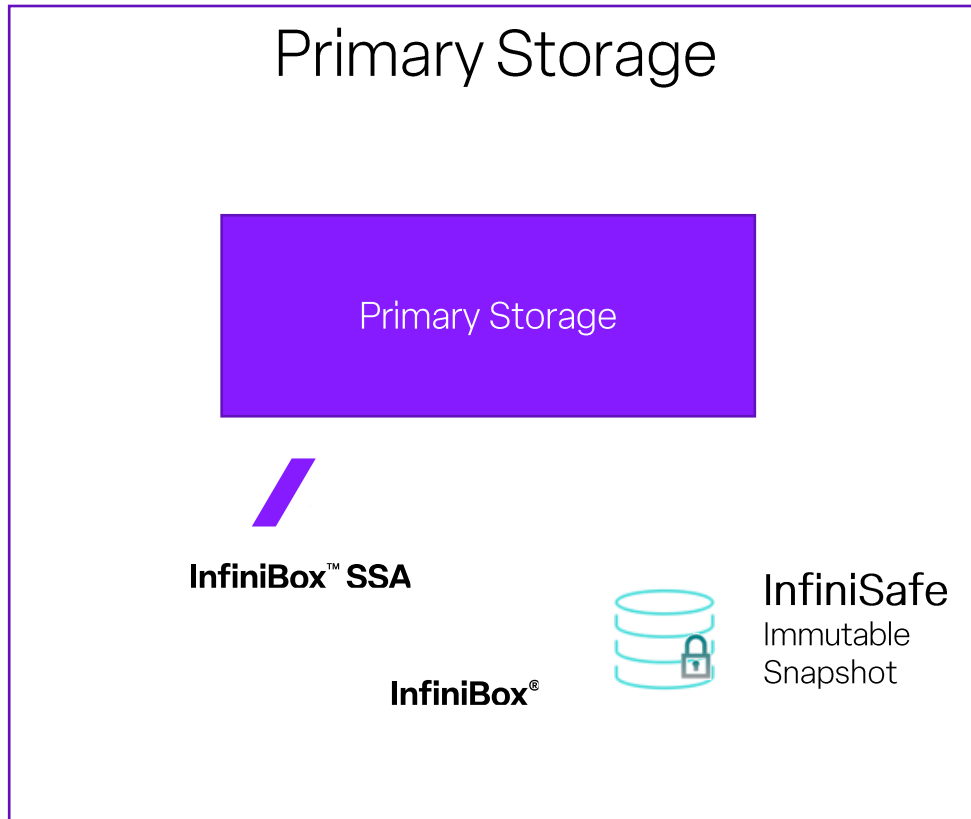 Primary Storage
Primary Storage
InfiniBox™ SSA
InfiniSafe
Immutable
Snapshot
InfiniBox®